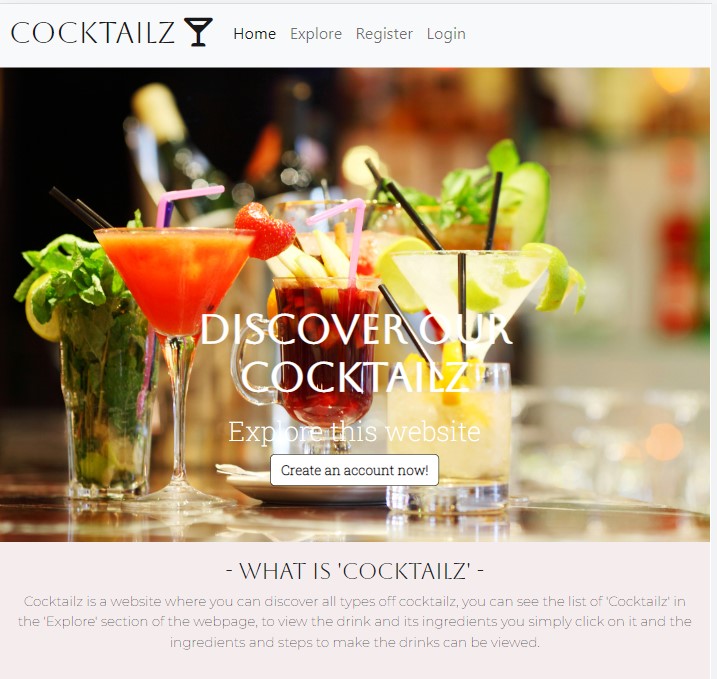 COCKTAILZ
Home Explore Register Login
DISCOVER OUR
COCKTAILZ!
Explore this website
Create an account now!
- WHAT IS 'COCKTAILZ' -
Cocktailz is a website where you can discover all types off cocktailz, you can see the list of 'Cocktailz' in
the 'Explore' section of the webpage, to view the drink and its ingredients you simply click on it and the
ingredients and steps to make the drinks can be viewed.